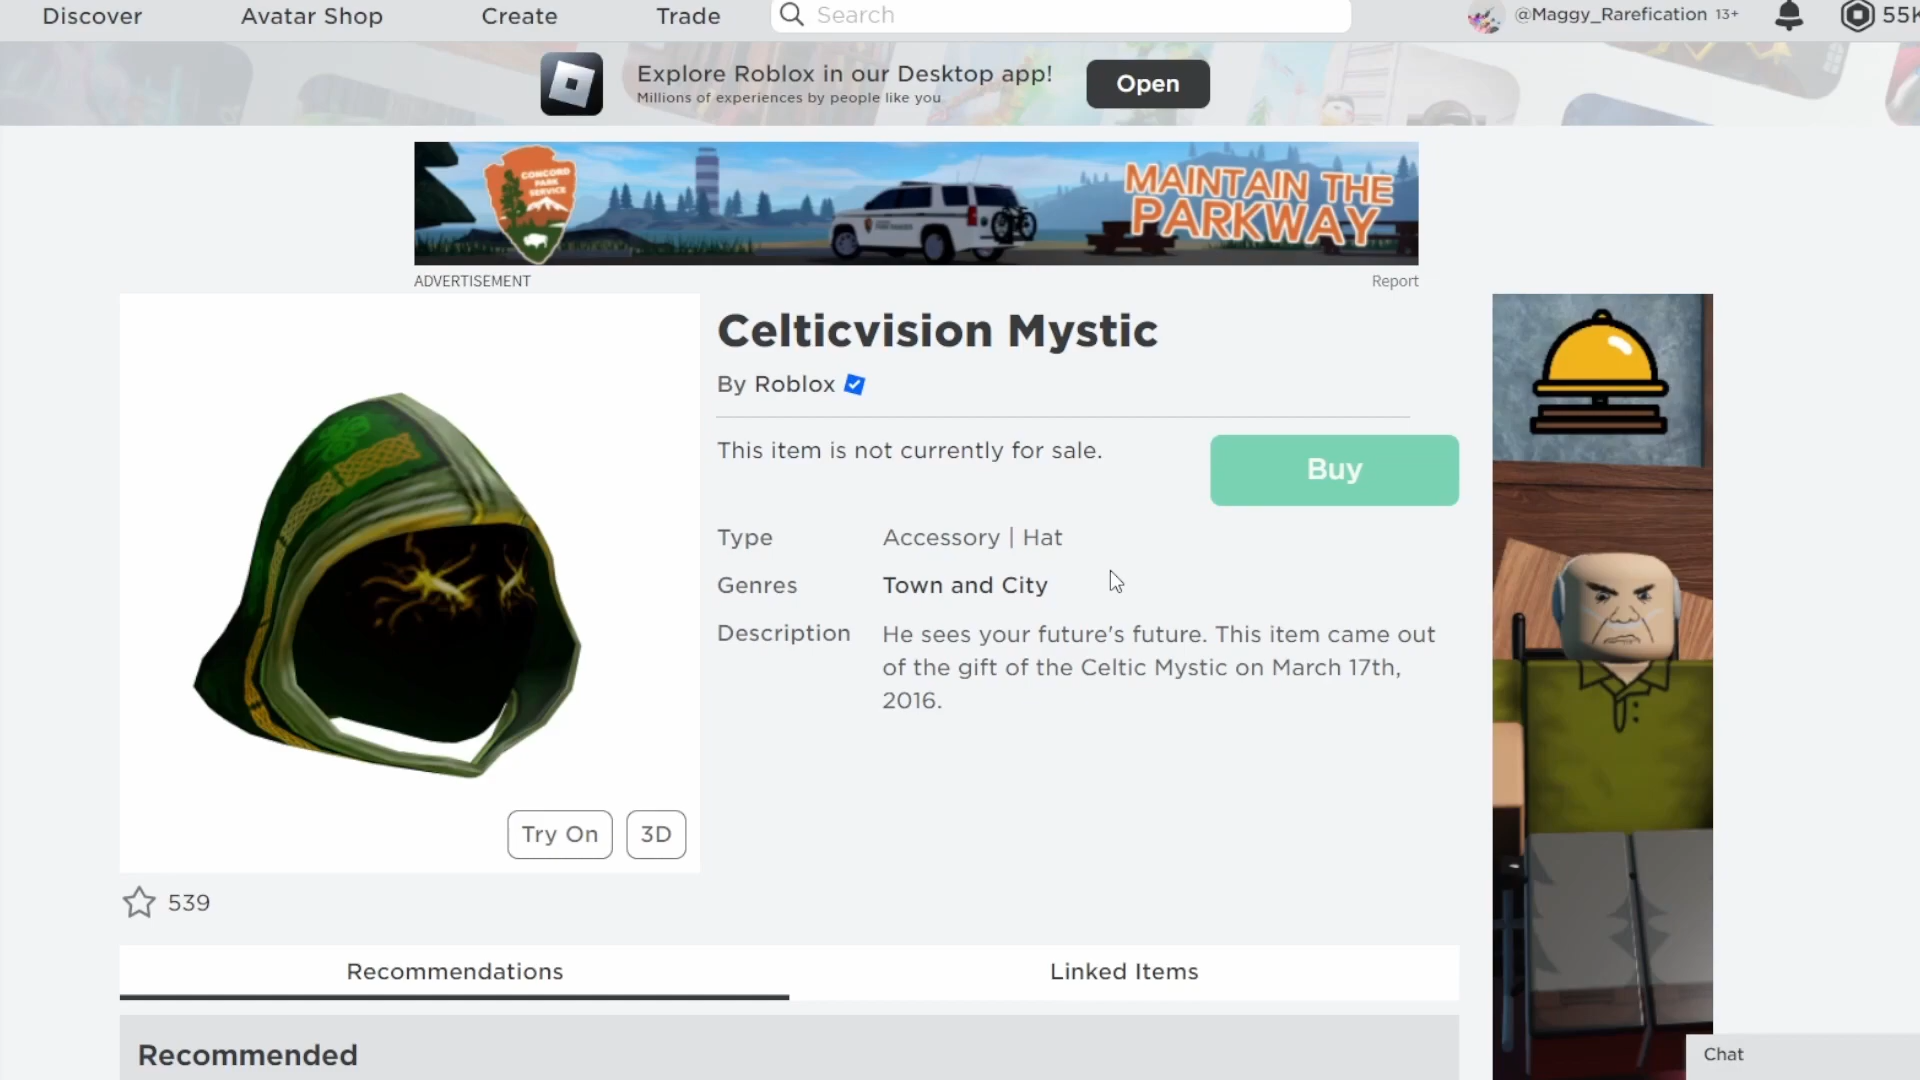 Discover
Avatar Shop
Create
Trade
Search
@Maggy_Rarefication 13+
55K
Explore Roblox in our Desktop app!
Millions of experiences by people like you
Open
CONCORD
PARK
SERVICE
MAINTAIN THE
PARKWAY
ADVERTISEMENT
Report
Celticvision Mystic
By Roblox
This item is not currently for sale.
Buy
Type
Accessory | Hat
Genres
Town and City
Description
He sees your future's future. This item came out
of the gift of the Celtic Mystic on March 17th,
2016.
Try On
3D
539
Recommendations
Linked Items
Recommended
Chat